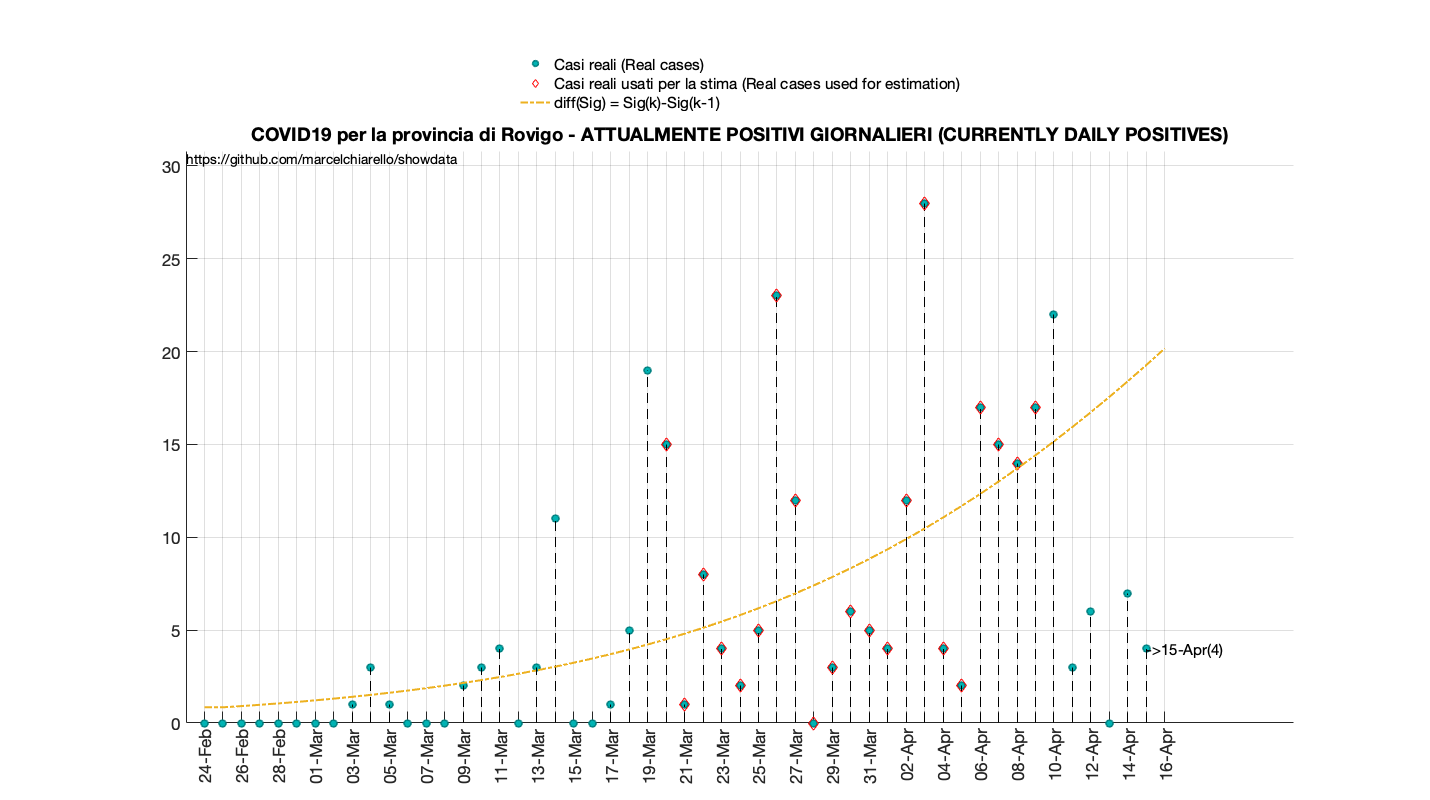 Casi reali (Real cases)
Casi reali usati per la stima (Real cases used for estimation)
diff(Sig) = Sig(k)-Sig(k-1)
COVID19 per la provincia di Rovigo - ATTUALMENTE POSITIVI GIORNALIERI (CURRENTLY DAILY POSITIVES)
https://github.com/marcelchiarello/showdata
30
25
20
15
10
5
0
->15-Apr(4)
24-Feb
26-Feb
28-Feb
01-Mar
03-Mar
05-Mar
07-Mar
09-Mar
11-Mar
13-Mar
15-Mar
17-Mar
19-Mar
21-Mar
23-Mar
25-Mar
27-Mar
29-Mar
31-Mar
02-Apr
04-Apr
06-Apr
08-Apr
10-Apr
12-Apr
14-Apr
16-Apr